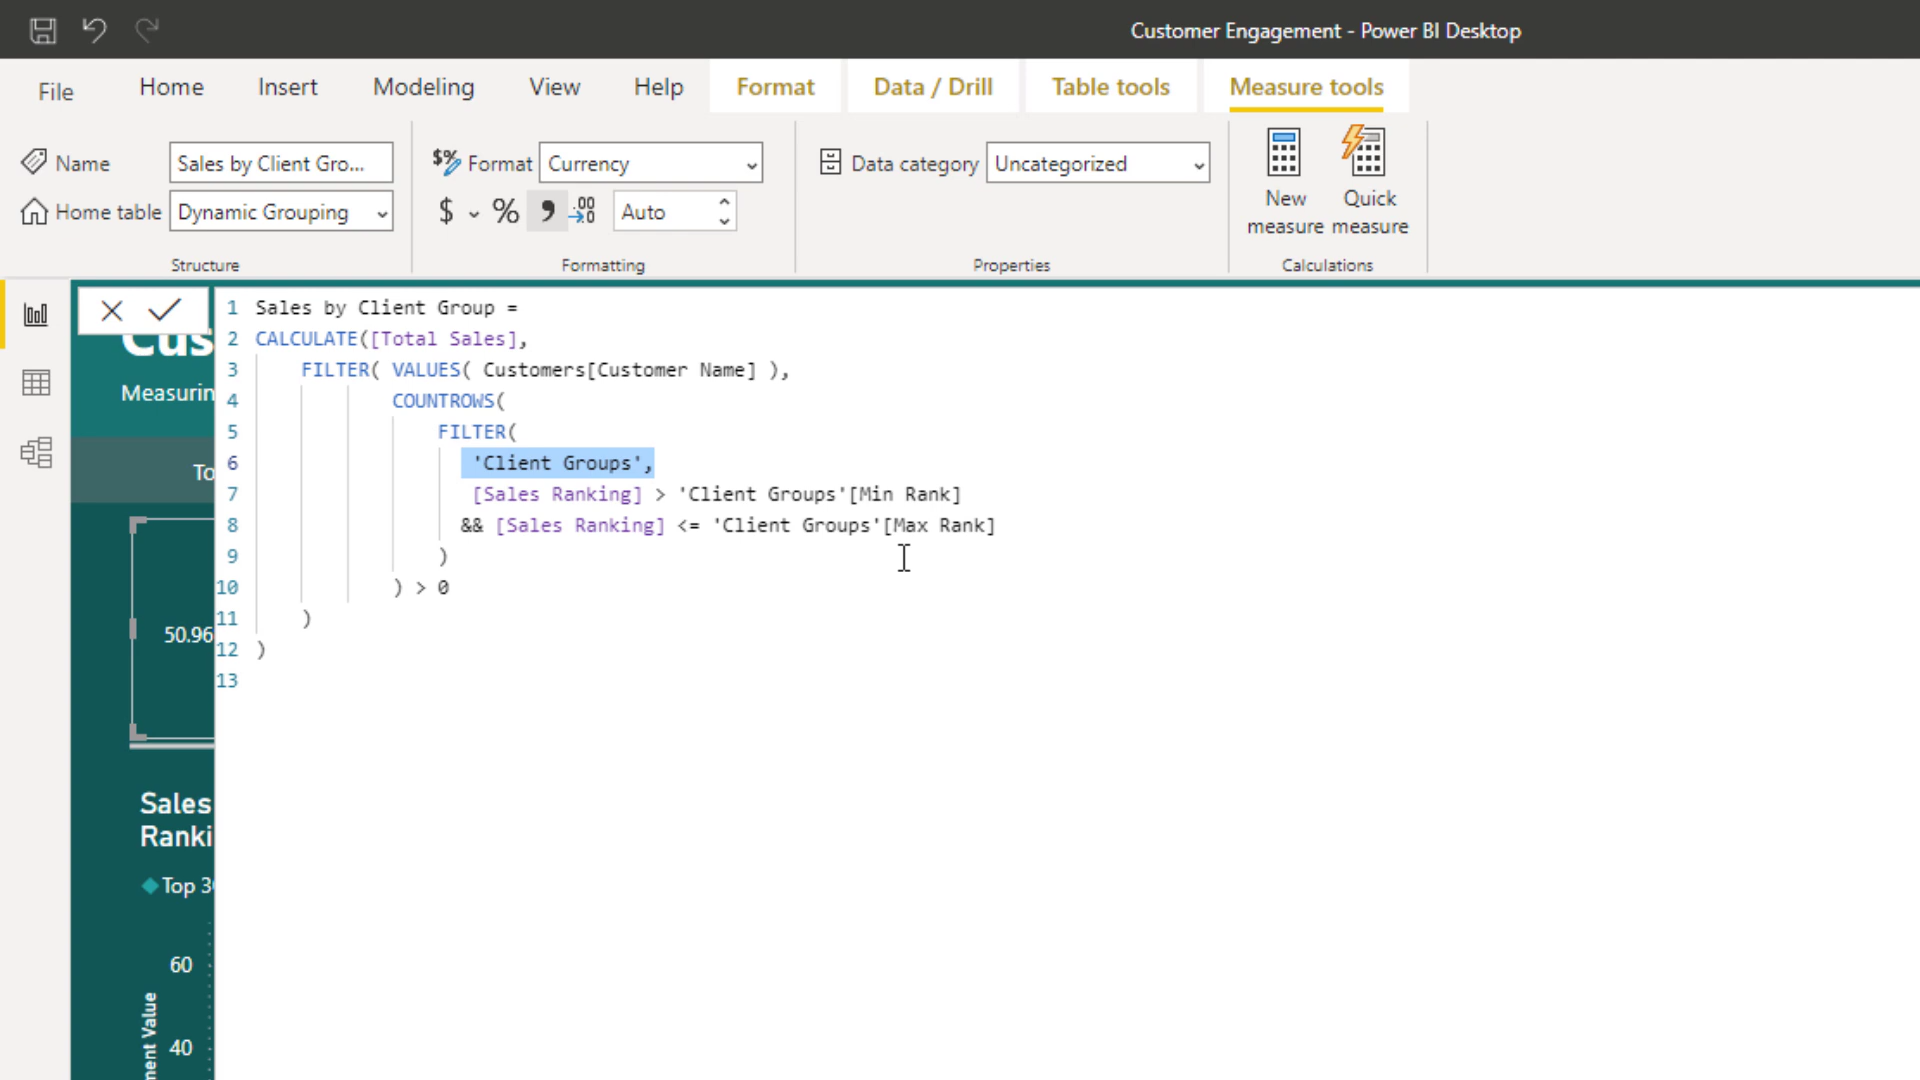 Customer Engagement - Power BI Desktop
File Home Insert Modeling View Help Format Data / Drill Table tools Measure tools
Name Sales by Client Gro... Format Currency Data category Uncategorized
Home table Dynamic Grouping $ % Auto
New measure
Quick measure
Structure Formatting Properties Calculations
1 Sales by Client Group =
2 CALCULATE([Total Sales],
3 FILTER( VALUES( Customers[Customer Name] ),
4 COUNTROWS(
5 FILTER(
6 'Client Groups',
7 [Sales Ranking] > 'Client Groups'[Min Rank]
8 && [Sales Ranking] <= 'Client Groups'[Max Rank]
9 )
10 ) > 0
11 )
12 )
13
Cus
Measurin
To
50.96
Sales
Ranki
Top 3
60
40
ment Value